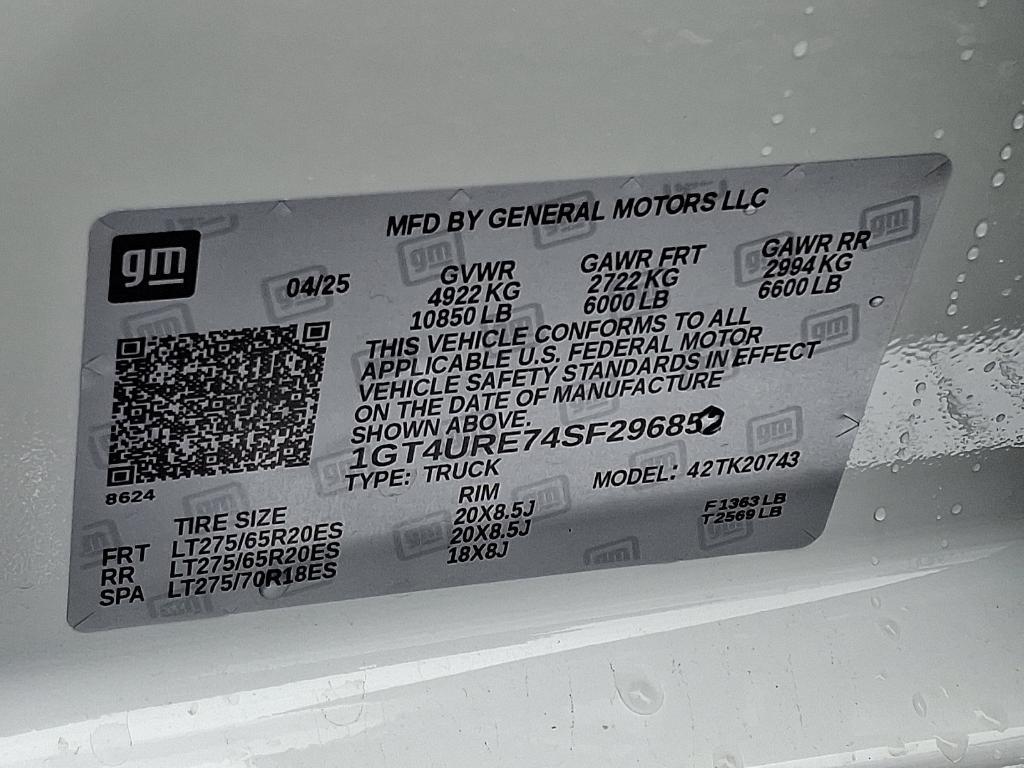 MFD BY GENERAL MOTORS LLC
gm
04/25
GVWR
4922 KG
10850 LB
GAWR FRT
2722 KG
6000 LB
GAWR RR
2994 KG
6600 LB
THIS VEHICLE CONFORMS TO ALL
APPLICABLE U.S. FEDERAL MOTOR
VEHICLE SAFETY STANDARDS IN EFFECT
ON THE DATE OF MANUFACTURE
SHOWN ABOVE.
1GT4URE74SF296852
TYPE: TRUCK
MODEL: 42TK20743
8624
TIRE SIZE RIM
FRT LT275/65R20ES 20X8.5J
RR LT275/65R20ES 20X8.5J
SPA LT275/70R18ES 18X8J
F 1363 LB
T 2569 LB